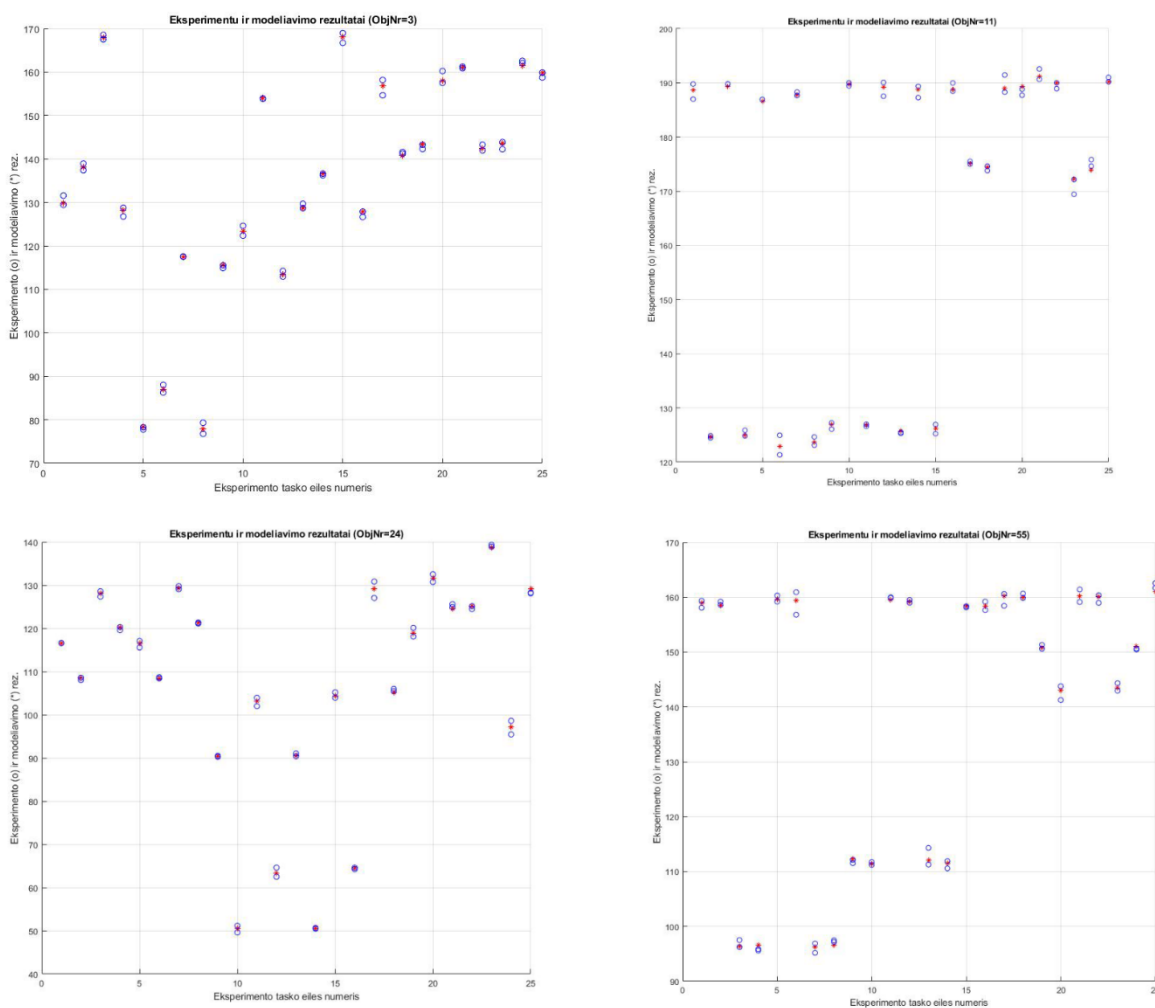 Eksperimentu ir modeliavimo rezultatai (ObjNr=3)
Eksperimento (o) ir modeliavimo (*) rez.
170
160
150
140
130
120
110
100
90
80
70
0 5 10 15 20 25
Eksperimento tasko eiles numeris
Eksperimentu ir modeliavimo rezultatai (ObjNr=11)
Eksperimento (o) ir modeliavimo (*) rez.
200
190
180
170
160
150
140
130
120
0 5 10 15 20 25
Eksperimento tasko eiles numeris
Eksperimentu ir modeliavimo rezultatai (ObjNr=24)
Eksperimento (o) ir modeliavimo (*) rez.
140
130
120
110
100
90
80
70
60
50
40
0 5 10 15 20 25
Eksperimento tasko eiles numeris
Eksperimentu ir modeliavimo rezultatai (ObjNr=55)
Eksperimento (o) ir modeliavimo (*) rez.
170
160
150
140
130
120
110
100
90
0 5 10 15 20 25
Eksperimento tasko eiles numeris